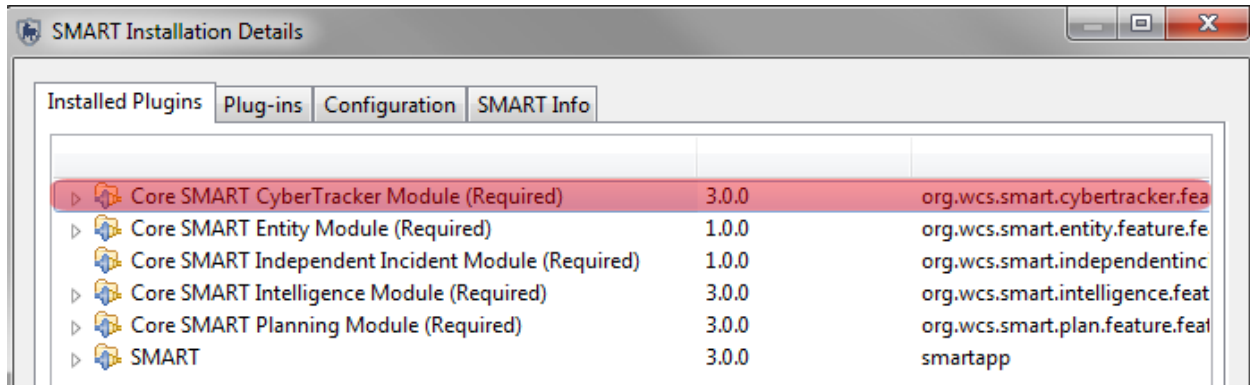 SMART Installation Details
Installed Plugins Plug-ins Configuration SMART Info
Core SMART CyberTracker Module (Required) 3.0.0 org.wcs.smart.cybertracker.fea
Core SMART Entity Module (Required) 1.0.0 org.wcs.smart.entity.feature.fe
Core SMART Independent Incident Module (Required) 1.0.0 org.wcs.smart.independentinc
Core SMART Intelligence Module (Required) 3.0.0 org.wcs.smart.intelligence.feat
Core SMART Planning Module (Required) 3.0.0 org.wcs.smart.plan.feature.feat
SMART 3.0.0 smartapp